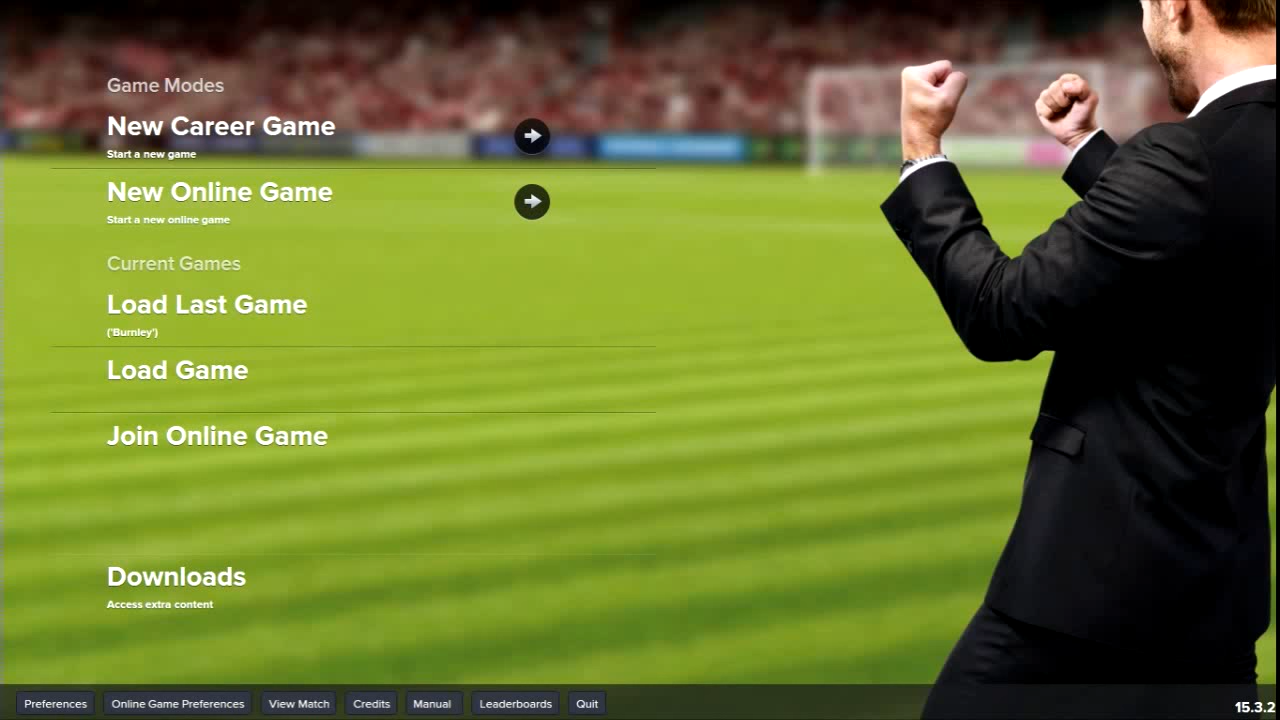 Game Modes
New Career Game
Start a new game
New Online Game
Start a new online game
Current Games
Load Last Game
('Burnley')
Load Game
Join Online Game
Downloads
Access extra content
Preferences Online Game Preferences View Match Credits Manual Leaderboards Quit
15.3.2